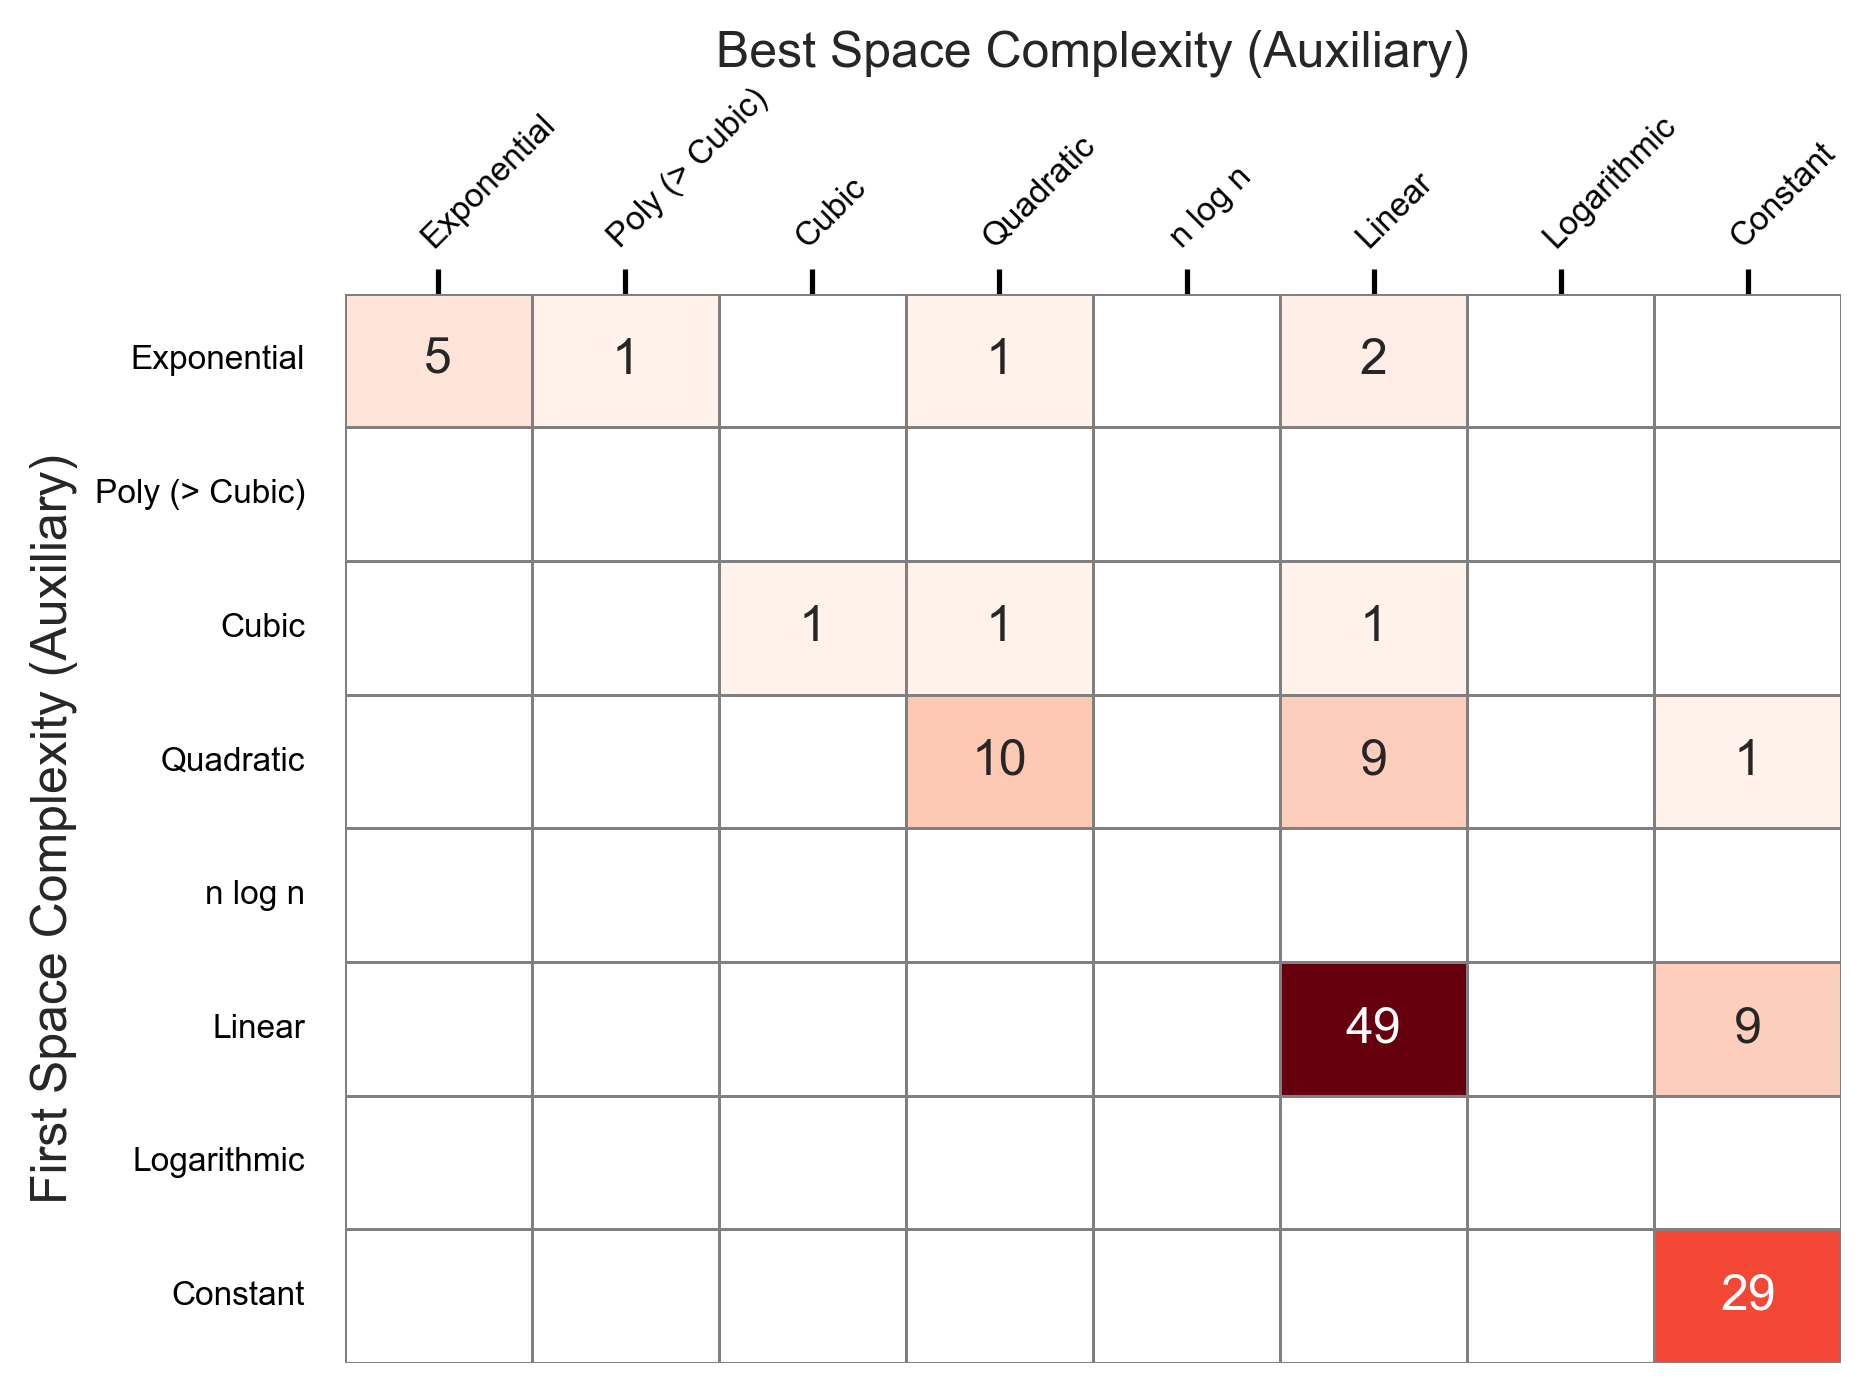 Best Space Complexity (Auxiliary)
Exponential
Poly (> Cubic)
Cubic
Quadratic
n log n
Linear
Logarithmic
Constant
First Space Complexity (Auxiliary)
Exponential 5 1 1 2
Poly (> Cubic)
Cubic 1 1 1
Quadratic 10 9 1
n log n
Linear 49 9
Logarithmic
Constant 29